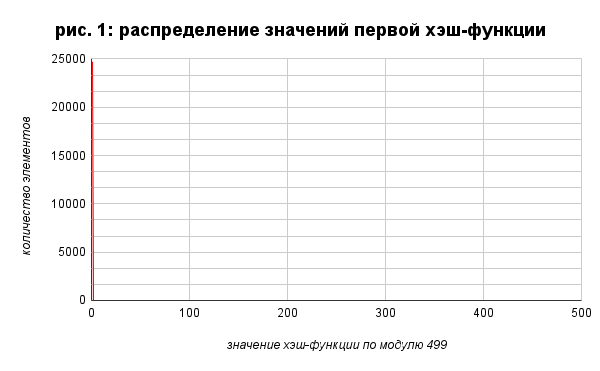 рис. 1: распределение значений первой хэш-функции
25000
20000
15000
10000
5000
0
количество элементов
0 100 200 300 400 500
значение хэш-функции по модулю 499